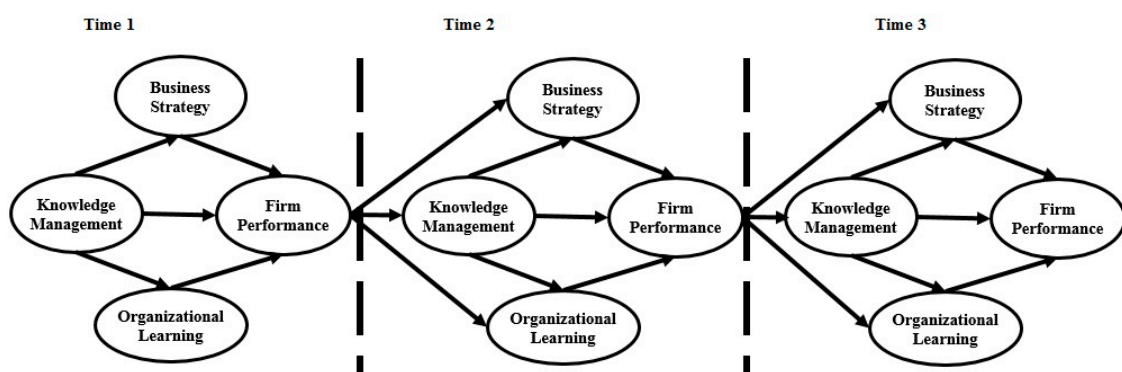 Time 1
Business
Strategy
Knowledge
Management
Firm
Performance
Organizational
Learning
Time 2
Business
Strategy
Knowledge
Management
Firm
Performance
Organizational
Learning
Time 3
Business
Strategy
Knowledge
Management
Firm
Performance
Organizational
Learning